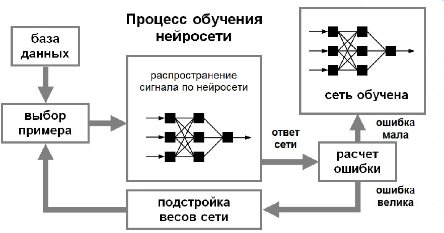 Процесс обучения
нейросети
база
данных
выбор
примера
распространение
сигнала по нейросети
ответ
сети
сеть обучена
ошибка
мала
расчет
ошибки
ошибка
велика
подстройка
весов сети